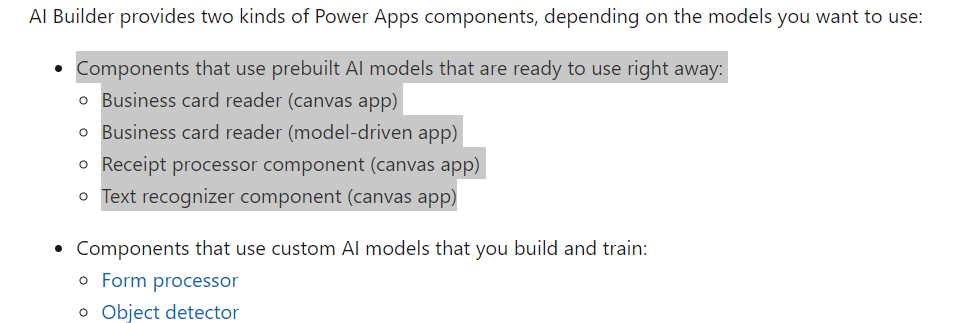 AI Builder provides two kinds of Power Apps components, depending on the models you want to use:
Components that use prebuilt AI models that are ready to use right away:
Business card reader (canvas app)
Business card reader (model-driven app)
Receipt processor component (canvas app)
Text recognizer component (canvas app)
Components that use custom AI models that you build and train:
Form processor
Object detector